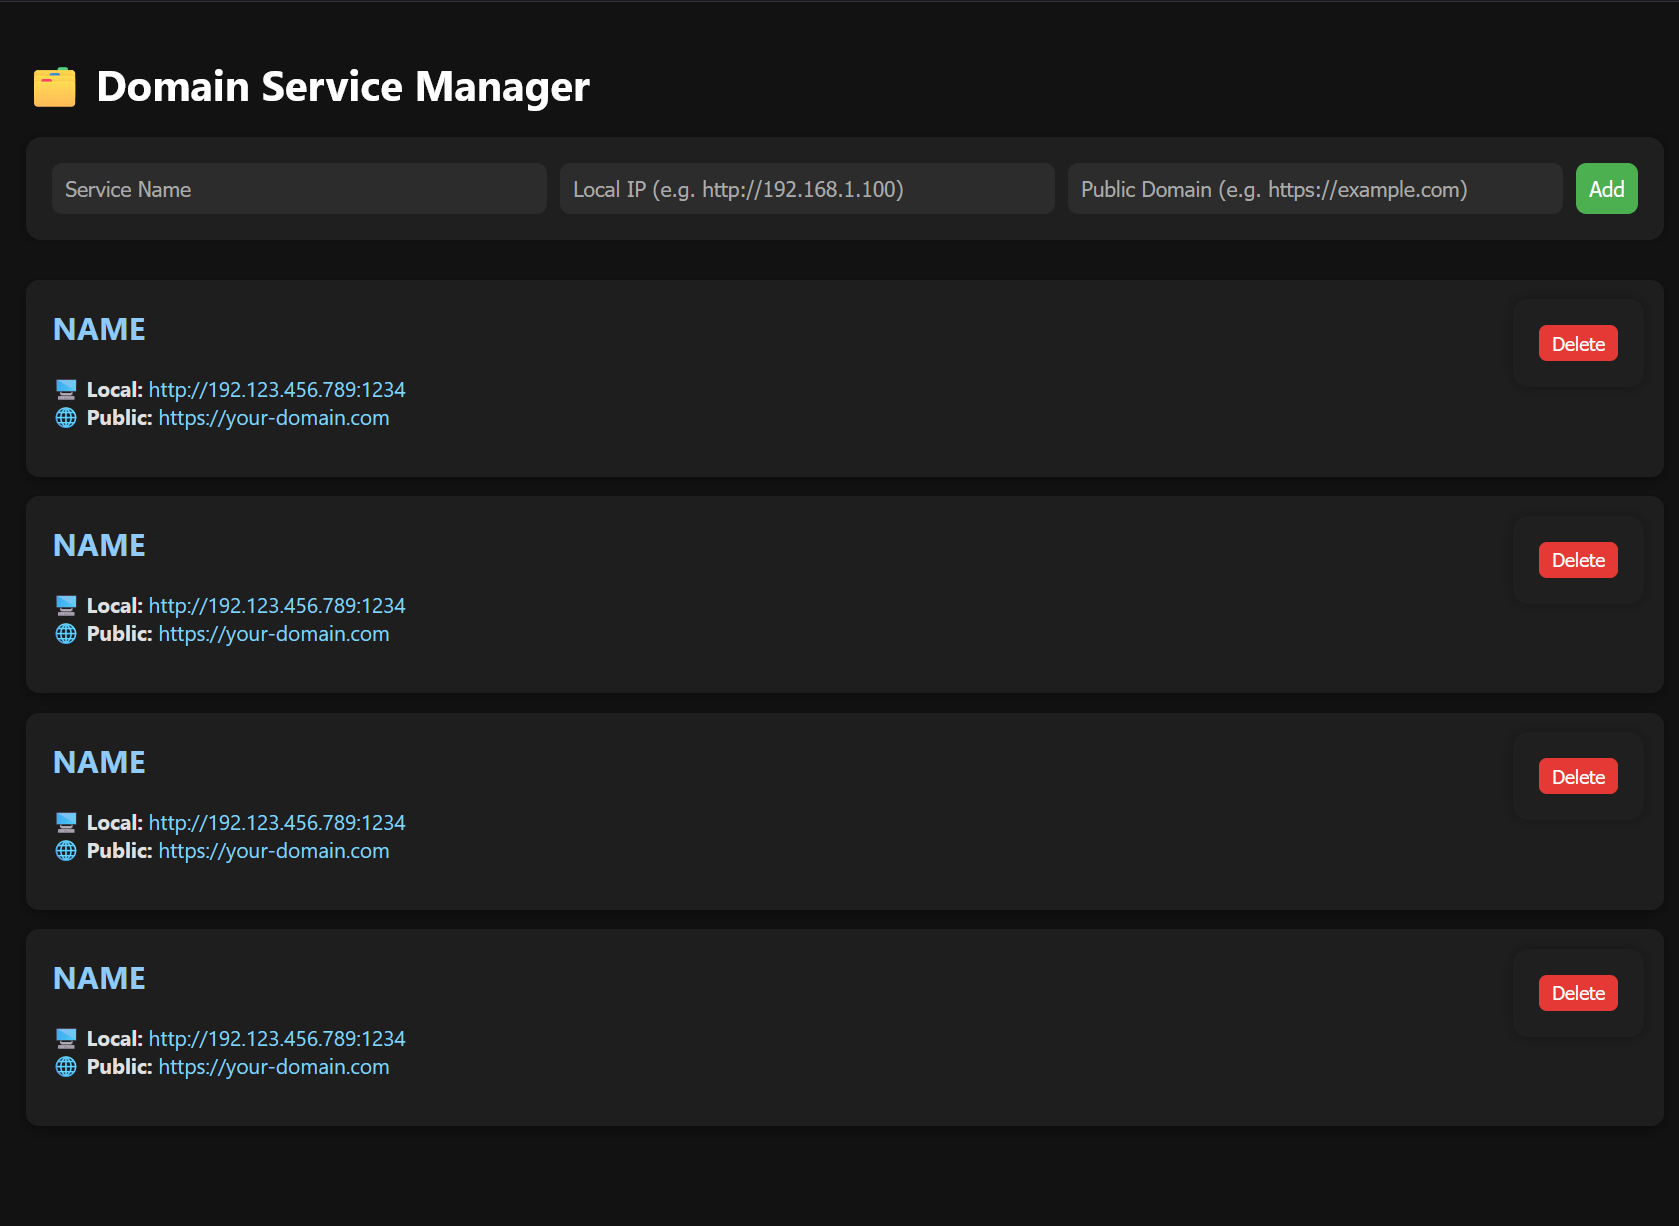 Domain Service Manager
Service Name
Local IP (e.g. http://192.168.1.100)
Public Domain (e.g. https://example.com)
Add
NAME
Delete
Local: http://192.123.456.789:1234
Public: https://your-domain.com
NAME
Delete
Local: http://192.123.456.789:1234
Public: https://your-domain.com
NAME
Delete
Local: http://192.123.456.789:1234
Public: https://your-domain.com
NAME
Delete
Local: http://192.123.456.789:1234
Public: https://your-domain.com